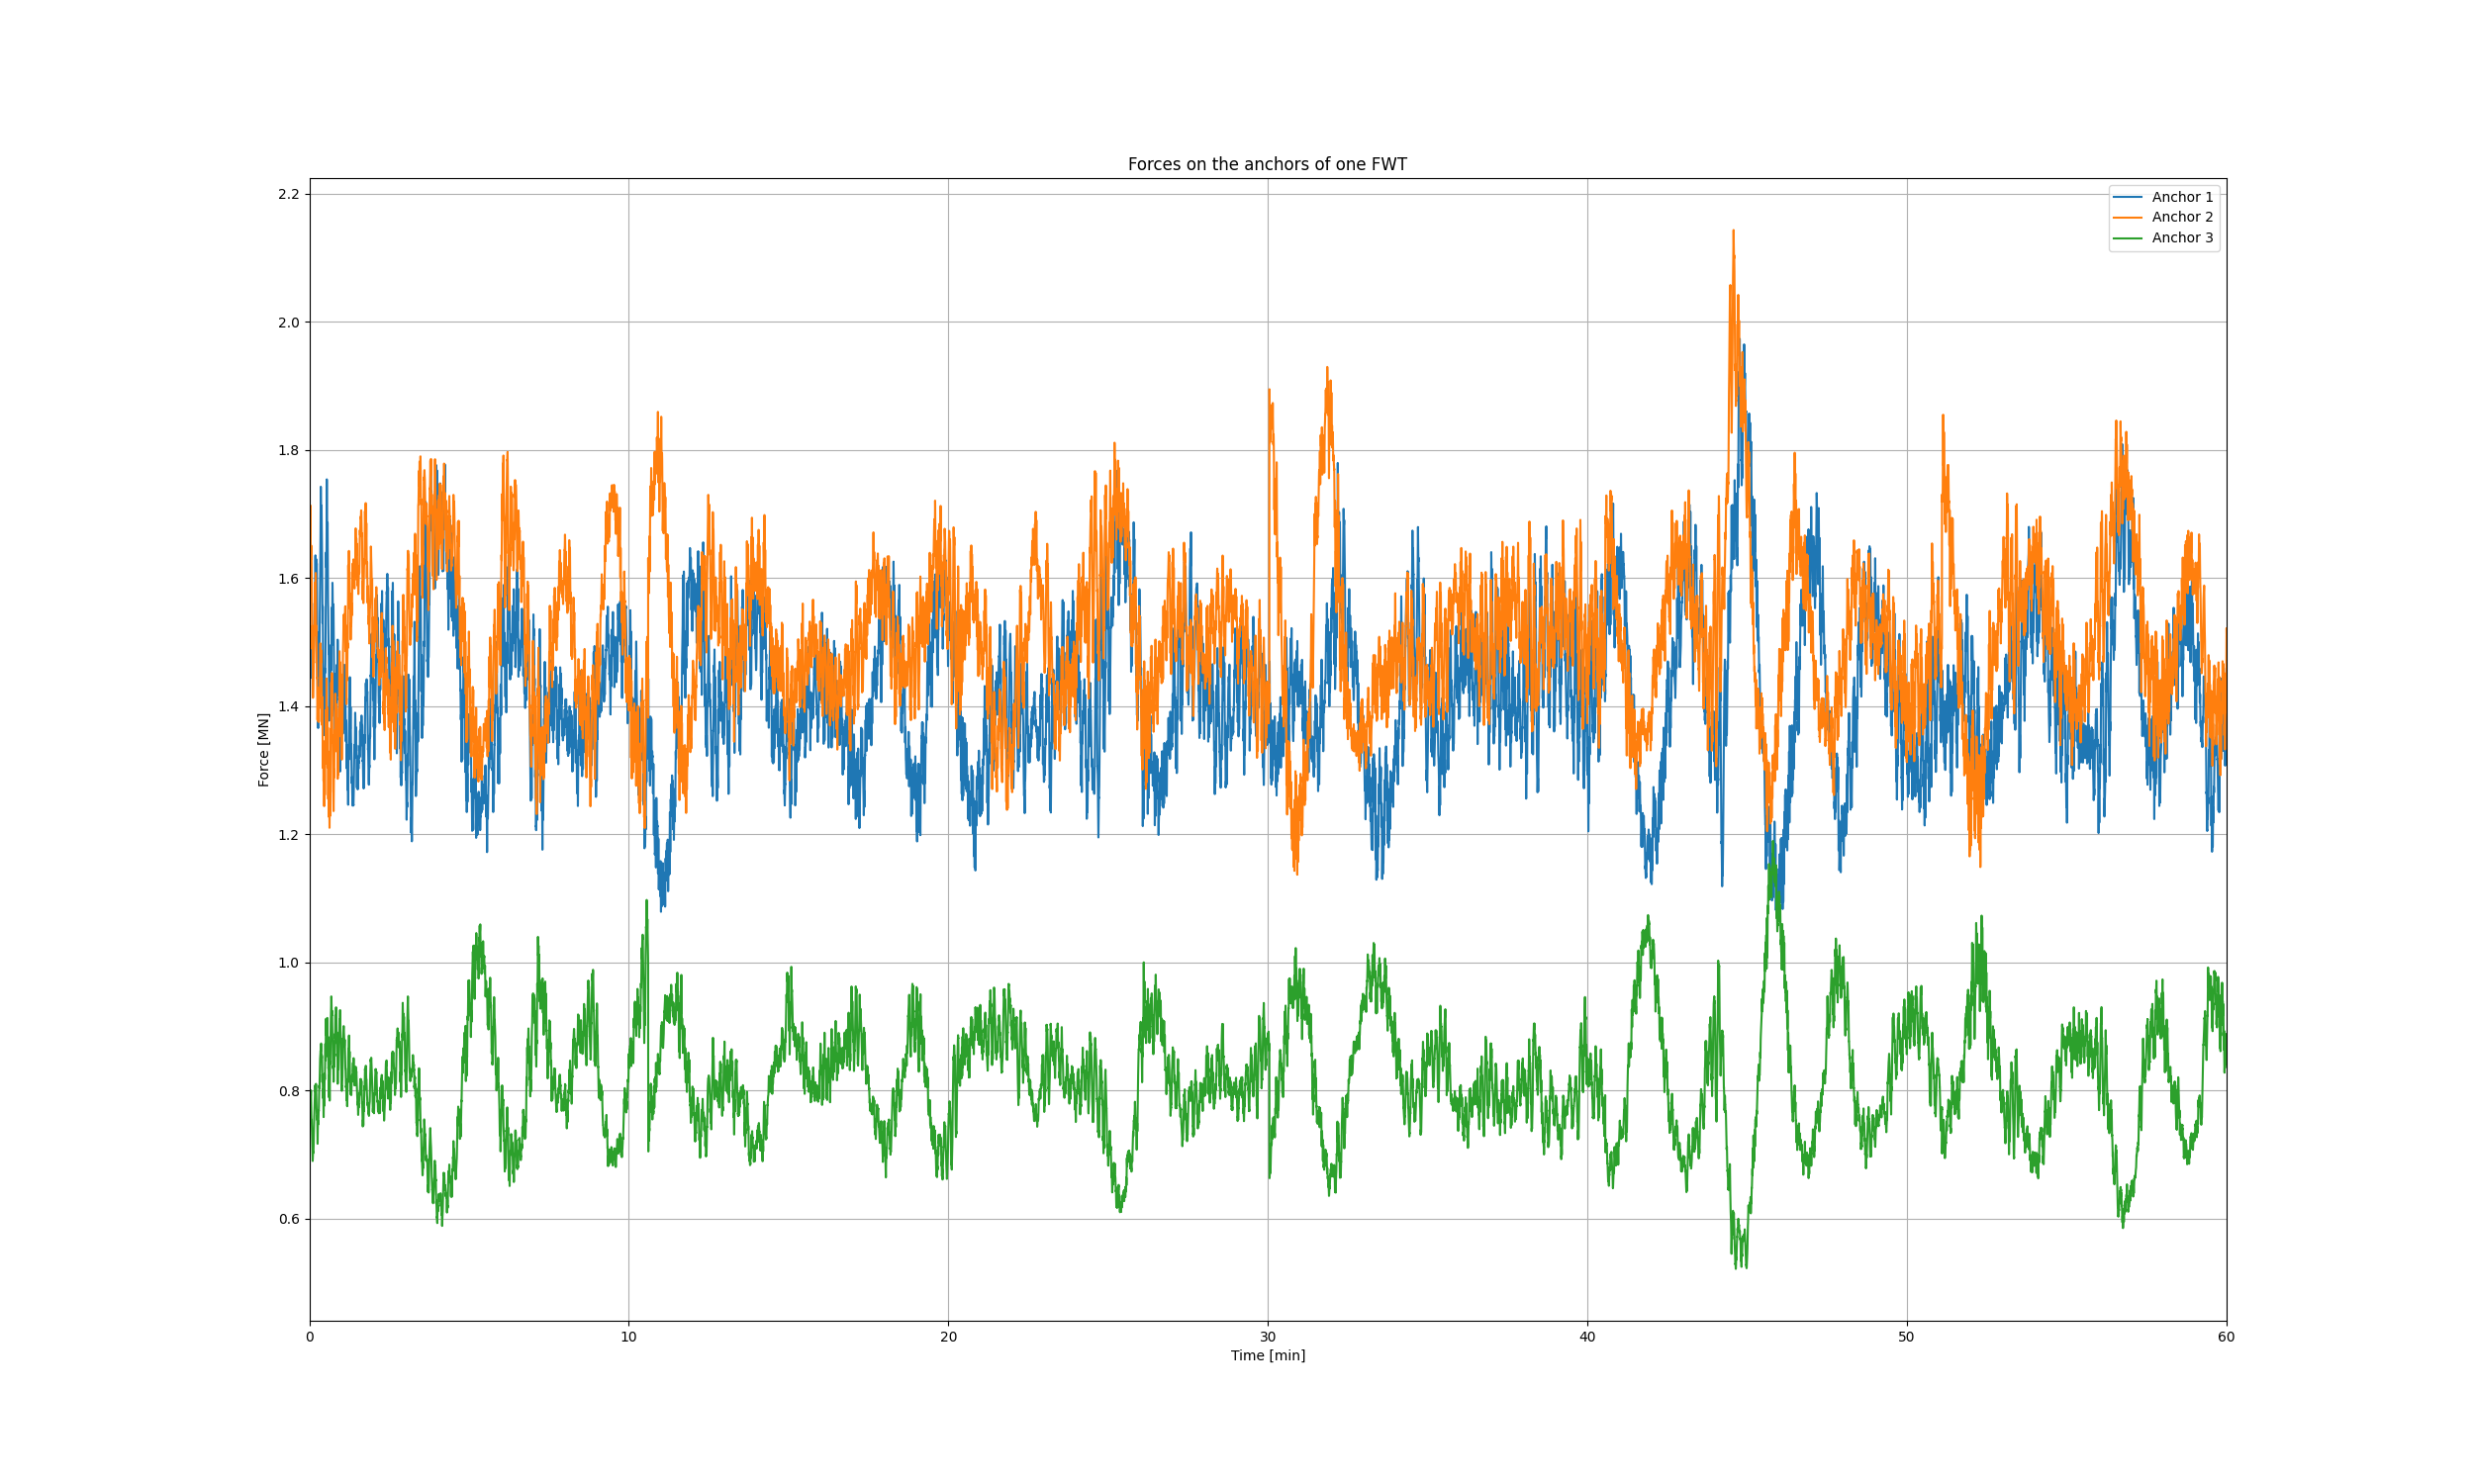 Forces on the anchors of one FWT
2.2
2.0
1.8
1.6
1.4
1.2
1.0
0.8
0.6
Force [MN]
Anchor 1
Anchor 2
Anchor 3
0 10 20 30 40 50 60
Time [min]